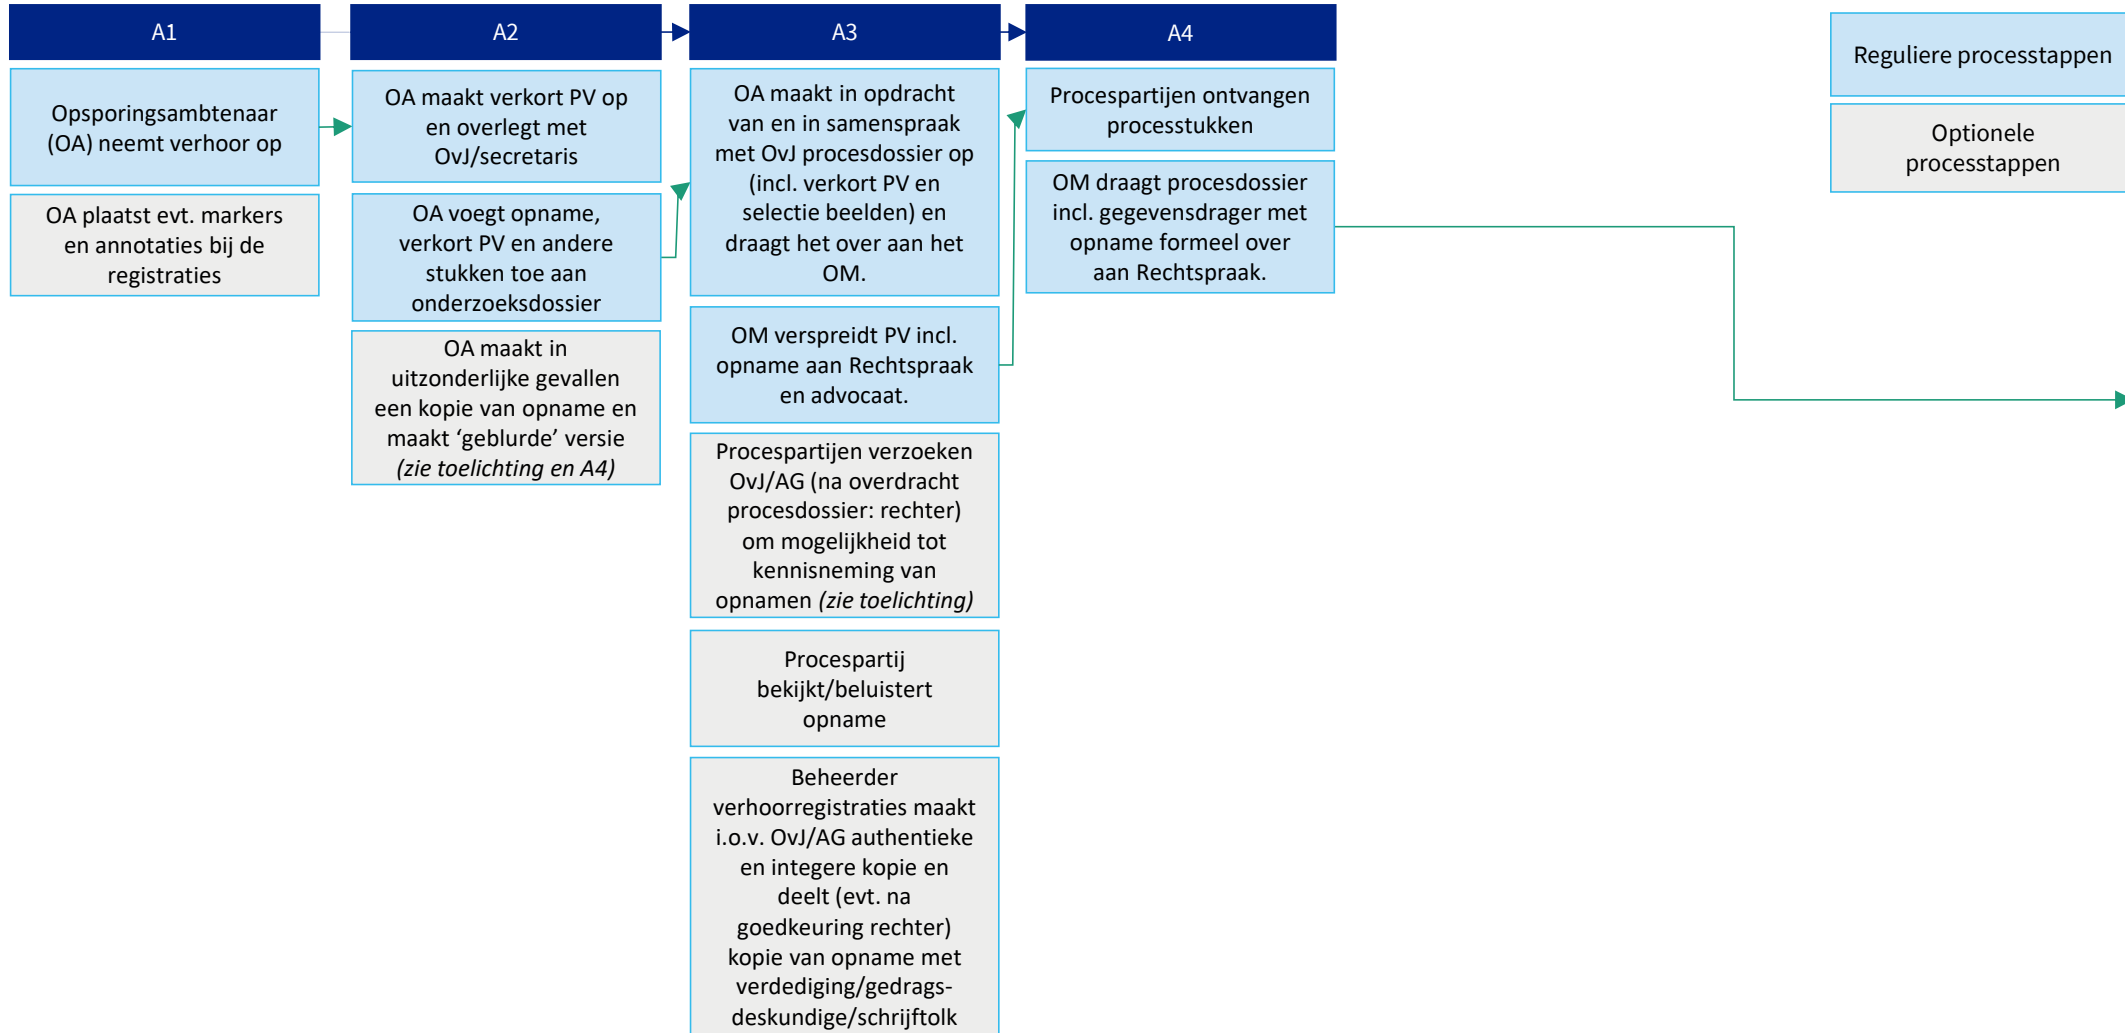 A1
Opsporingsambtenaar
(OA) neemt verhoor op
OA plaatst evt. markers
en annotaties bij de
registraties
A2
OA maakt verkort PV op
en overlegt met
OvJ/secretaris
OA voegt opname,
verkort PV en andere
stukken toe aan
onderzoeksdossier
OA maakt in
uitzonderlijke gevallen
een kopie van opname en
maakt ‘geblurde’ versie
(zie toelichting en A4)
A3
OA maakt in opdracht
van en in samenspraak
met OvJ procesdossier op
(incl. verkort PV en
selectie beelden) en
draagt het over aan het
OM.
OM verspreidt PV incl.
opname aan Rechtspraak
en advocaat.
Procespartijen verzoeken
OvJ/AG (na overdracht
procesdossier: rechter)
om mogelijkheid tot
kennisneming van
opnamen (zie toelichting)
Procespartij
bekijkt/beluistert
opname
Beheerder
verhoorregistraties maakt
i.o.v. OvJ/AG authentieke
en integere kopie en
deelt (evt. na
goedkeuring rechter)
kopie van opname met
verdediging/gedrags-
deskundige/schrijftolk
A4
Procespartijen ontvangen
processtukken
OM draagt procesdossier
incl. gegevensdrager met
opname formeel over
aan Rechtspraak.
Reguliere processtappen
Optionele
processtappen